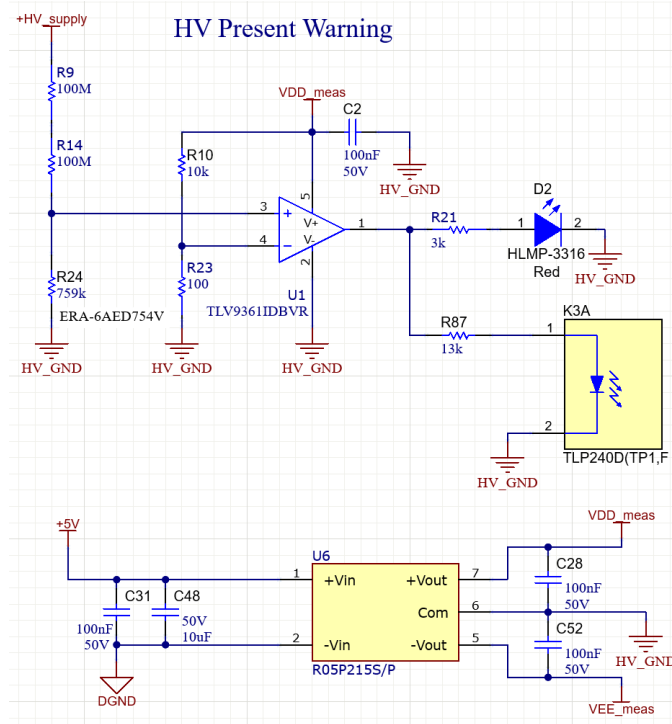 HV Present Warning
+HV_supply
R9
100M
R14
100M
R24
759k
ERA-6AED754V
HV_GND
R10
10k
R23
100
HV_GND
VDD_meas
C2
100nF
50V
HV_GND
3
+
4
−
5
V+
V-
2
1
U1
TLV9361IDBVR
HV_GND
R21
3k
D2
1
2
HLMP-3316
Red
HV_GND
R87
13k
K3A
1
2
TLP240D(TP1,F
HV_GND
+5V
C31
100nF
50V
C48
50V
10uF
DGND
U6
1
+Vin
+Vout
7
Com
6
2
-Vin
-Vout
5
R05P215S/P
VDD_meas
C28
100nF
50V
C52
100nF
50V
HV_GND
VEE_meas